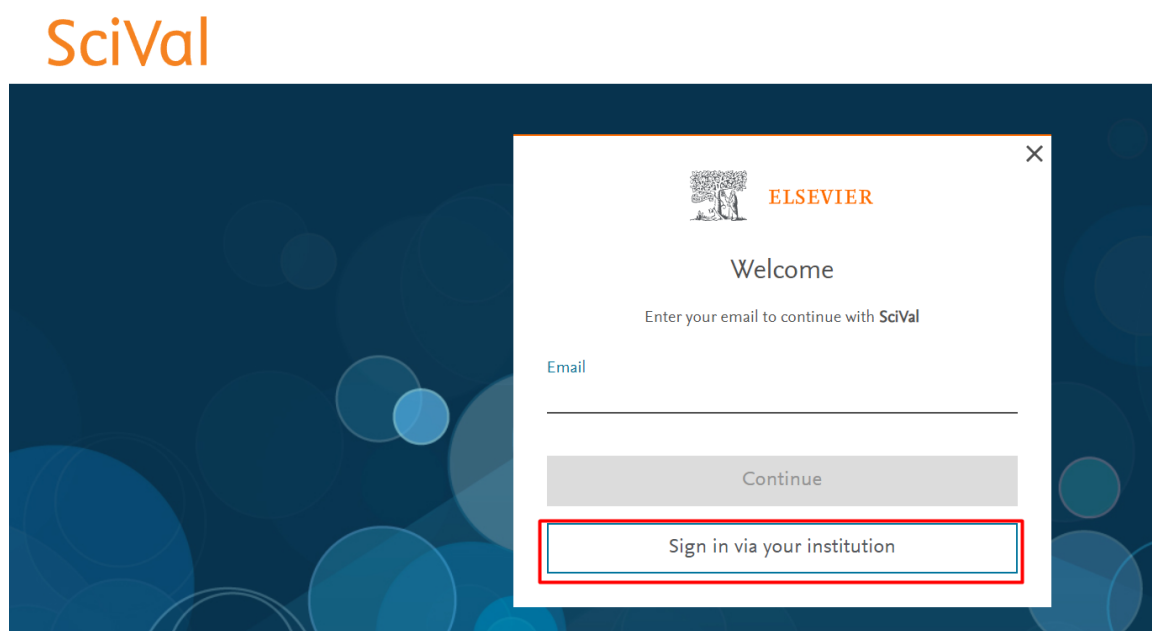 SciVal
ELSEVIER
Welcome
Enter your email to continue with SciVal
Email
Continue
Sign in via your institution